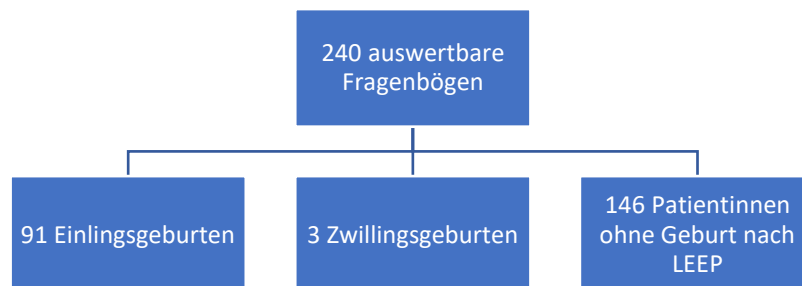 240 auswertbare
Fragenbögen
91 Einlingsgeburten
3 Zwillingsgeburten
146 Patientinnen
ohne Geburt nach
LEEP